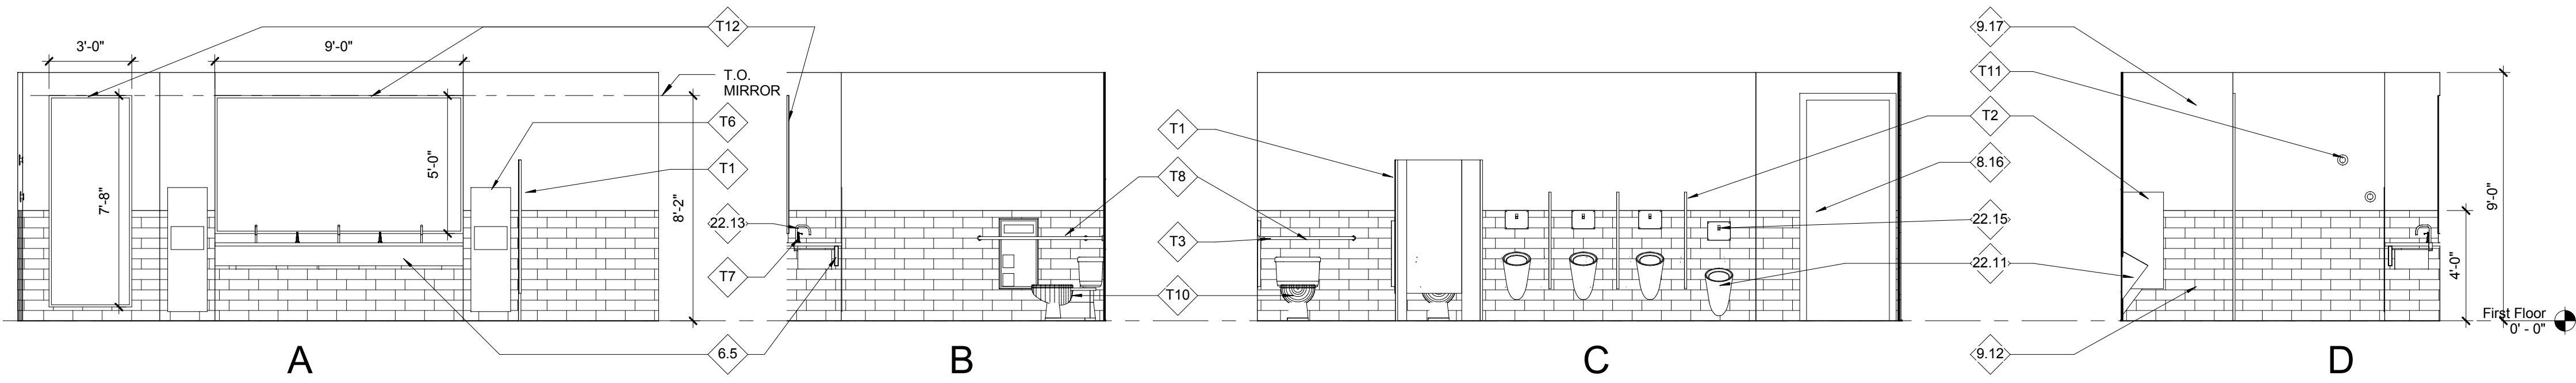 T12
3'-0"
9'-0"
T.O.
MIRROR
T6
T1
5'-0"
7'-8"
8'-2"
22.13
T7
6.5
T1
T8
T3
T10
9.17
T11
T2
8.16
22.15
22.11
9.12
9'-0"
4'-0"
First Floor
0' - 0"
A
B
C
D